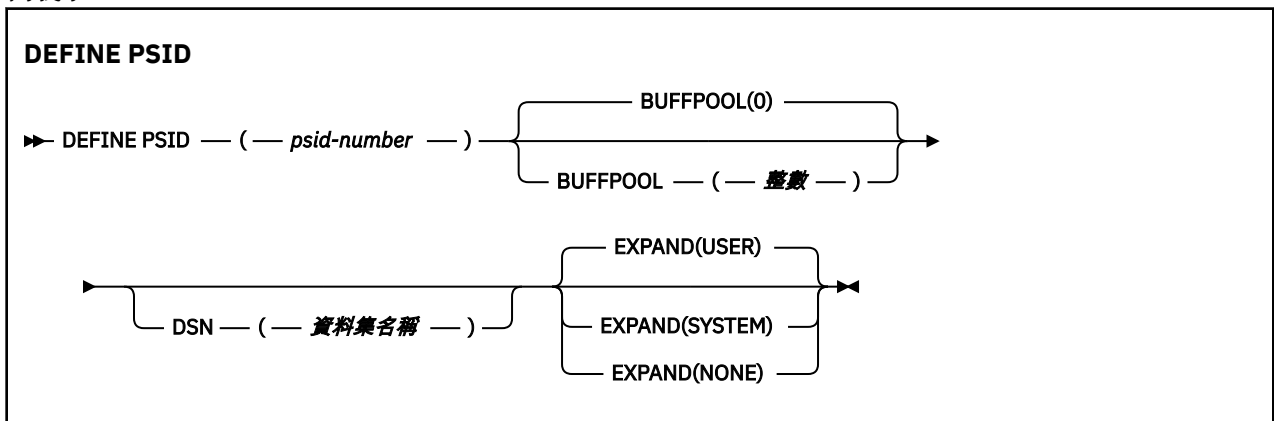 DEFINE PSID
BUFFPOOL(0)
DEFINE PSID ( psid-number )
BUFFPOOL ( 整數 )
EXPAND(USER)
DSN ( 資料集名稱 )
EXPAND(SYSTEM)
EXPAND(NONE)